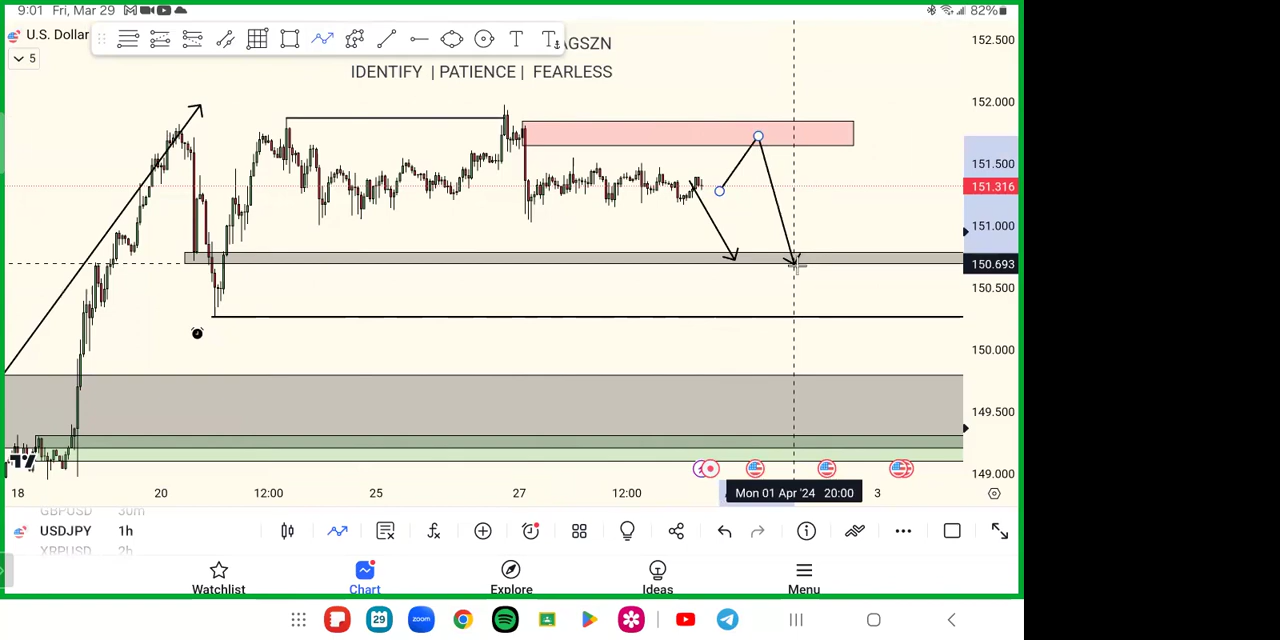 9:01 Fri, Mar 29
82%
U.S. Dollar
5
AGSZN
IDENTIFY | PATIENCE | FEARLESS
152.500
152.000
151.500
151.316
151.000
150.693
150.500
150.000
149.500
149.000
18 20 12:00 25 27 12:00 3
Mon 01 Apr '24 20:00
GBPUSD 30m
USDJPY 1h
XRPUSD 2h
Watchlist
Chart
Explore
Ideas
Menu
29
zoom